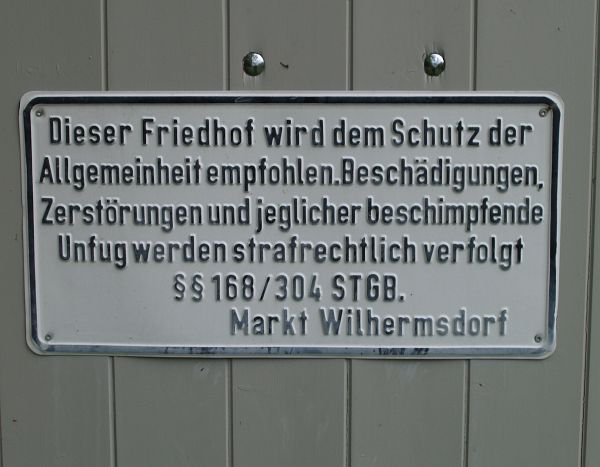 Dieser Friedhof wird dem Schutz der
Allgemeinheit empfohlen.Beschädigungen,
Zerstörungen und jeglicher beschimpfende
Unfug werden strafrechtlich verfolgt
§§ 168/304 STGB.
Markt Wilhermsdorf